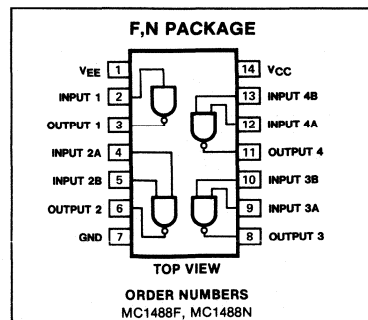 F,N PACKAGE
VEE 1 14 VCC
INPUT 1 2 13 INPUT 4B
OUTPUT 1 3 12 INPUT 4A
INPUT 2A 4 11 OUTPUT 4
INPUT 2B 5 10 INPUT 3B
OUTPUT 2 6 9 INPUT 3A
GND 7 8 OUTPUT 3
TOP VIEW
ORDER NUMBERS
MC1488F, MC1488N